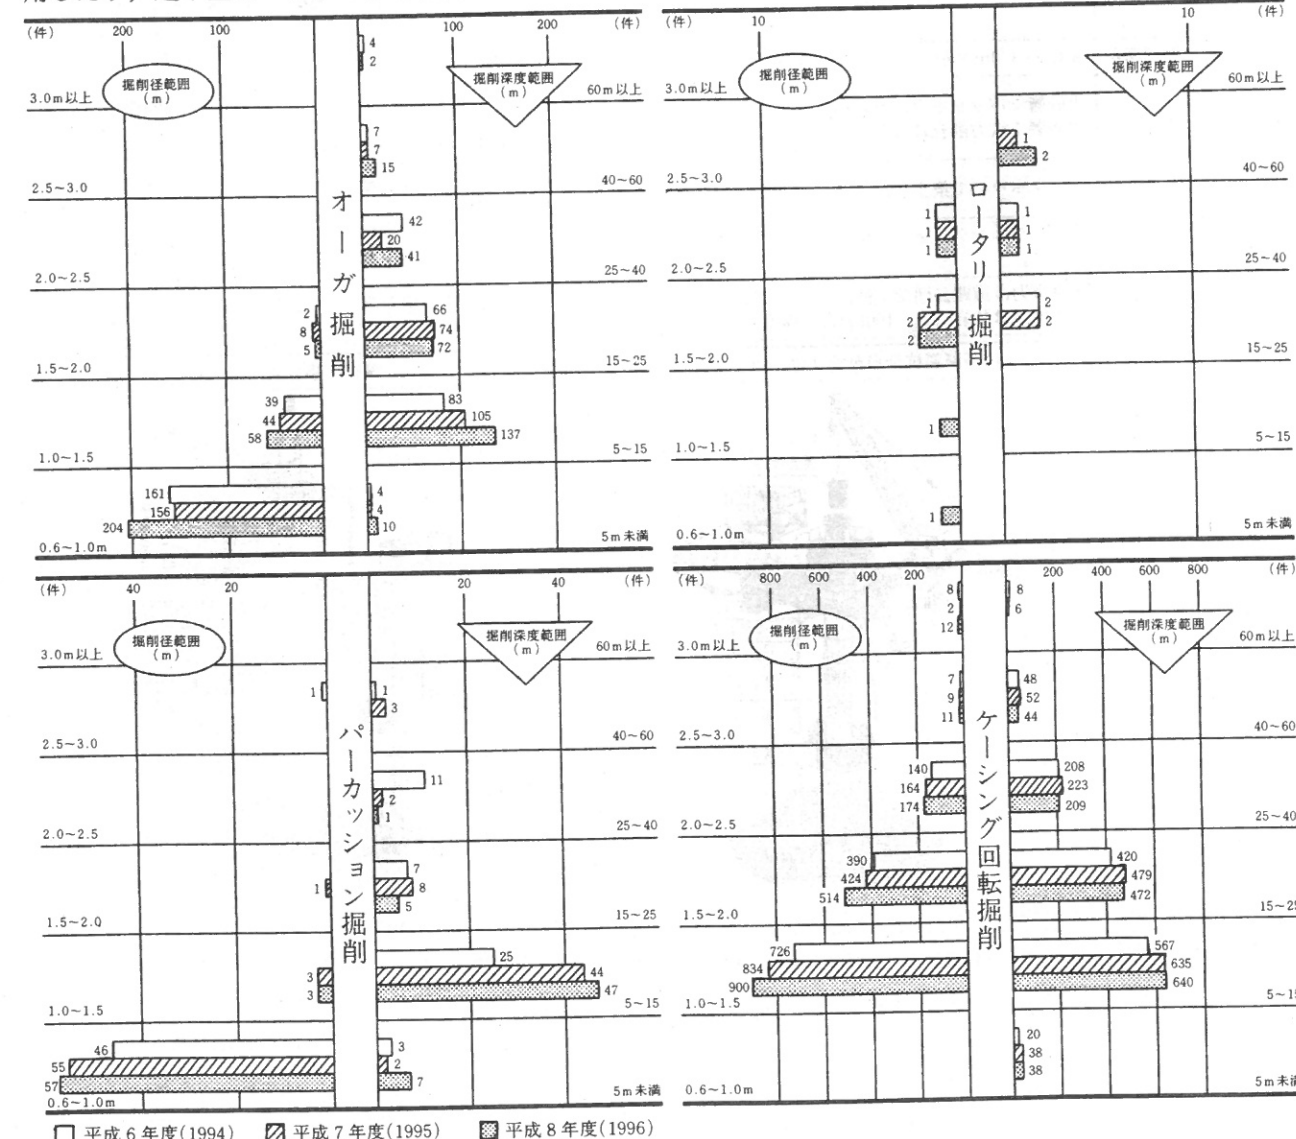 (件) 200 100 100 200 (件)
掘削径範囲
(m)
掘削深度範囲
(m)
オーガ掘削
4
2
3.0m以上 60m以上
7
7
15
2.5~3.0 40~60
42
20
41
2.0~2.5 25~40
2 66
8 74
5 72
1.5~2.0 15~25
39 83
44 105
58 137
1.0~1.5 5~15
161 4
156 4
204 10
0.6~1.0m 5m未満
(件) 10 10 (件)
掘削径範囲
(m)
掘削深度範囲
(m)
ロータリー掘削
3.0m以上 60m以上
1
2
2.5~3.0 40~60
1 1
1 1
1 1
2.0~2.5 25~40
1 2
2 2
2
1.5~2.0 15~25
1
1.0~1.5 5~15
1
0.6~1.0m 5m未満
(件) 40 20 20 40 (件)
掘削径範囲
(m)
掘削深度範囲
(m)
パーカッション掘削
3.0m以上 60m以上
1 1
3
2.5~3.0 40~60
11
2
1
2.0~2.5 25~40
7
1 8
5
1.5~2.0 15~25
25
3 44
3 47
1.0~1.5 5~15
46 3
55 2
57 7
0.6~1.0m 5m未満
(件) 800 600 400 200 200 400 600 800 (件)
掘削径範囲
(m)
掘削深度範囲
(m)
ケーシング回転掘削
8 8
2 6
12
3.0m以上 60m以上
7 48
9 52
11 44
2.5~3.0 40~60
140 208
164 223
174 209
2.0~2.5 25~40
390 420
424 479
514 472
1.5~2.0 15~25
726 567
834 635
900 640
1.0~1.5 5~15
20
38
38
0.6~1.0m 5m未満
平成6年度(1994) 平成7年度(1995) 平成8年度(1996)